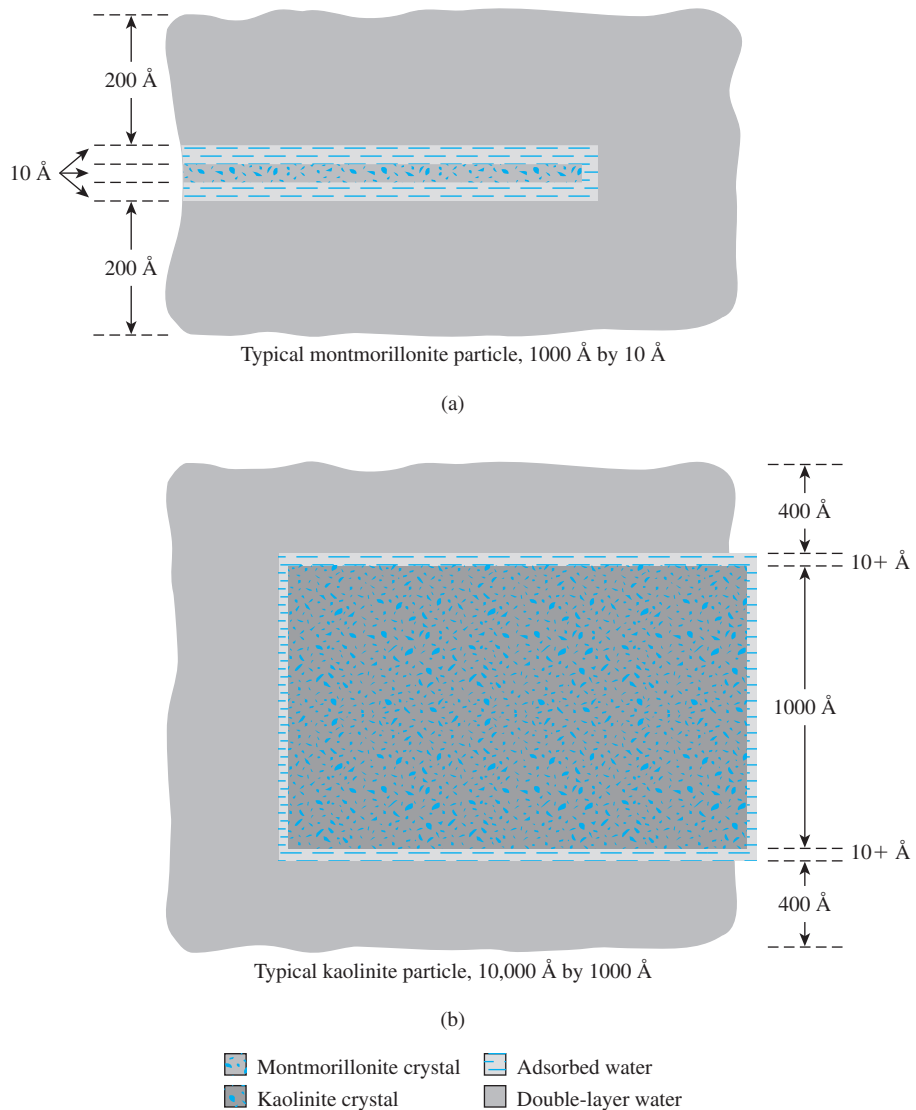 200 Å
10 Å
200 Å
Typical montmorillonite particle, 1000 Å by 10 Å
(a)
400 Å
10+ Å
1000 Å
10+ Å
400 Å
Typical kaolinite particle, 10,000 Å by 1000 Å
(b)
Montmorillonite crystal
Adsorbed water
Kaolinite crystal
Double-layer water